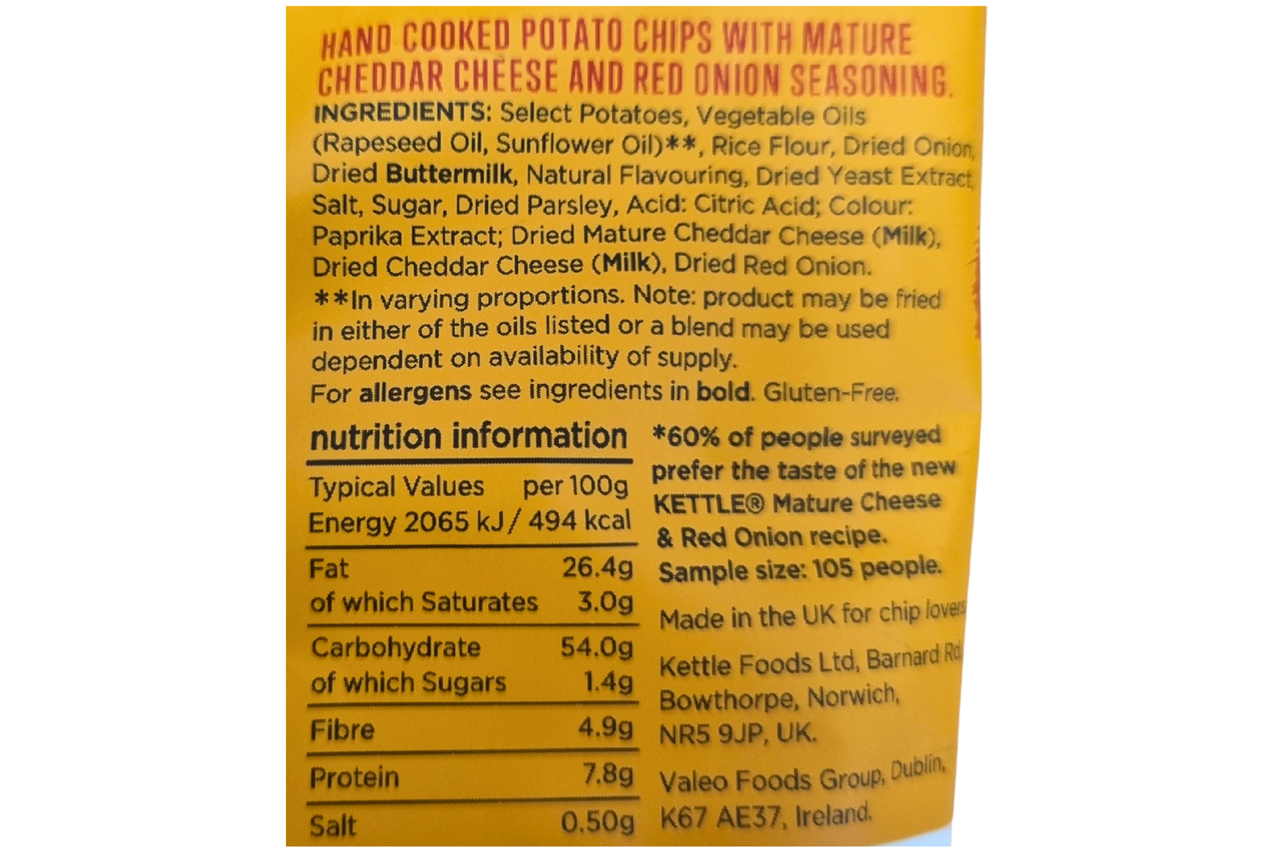 HAND COOKED POTATO CHIPS WITH MATURE
CHEDDAR CHEESE AND RED ONION SEASONING.
INGREDIENTS: Select Potatoes, Vegetable Oils
(Rapeseed Oil, Sunflower Oil)**, Rice Flour, Dried Onion,
Dried Buttermilk, Natural Flavouring, Dried Yeast Extract,
Salt, Sugar, Dried Parsley, Acid: Citric Acid; Colour:
Paprika Extract; Dried Mature Cheddar Cheese (Milk),
Dried Cheddar Cheese (Milk), Dried Red Onion.
**In varying proportions. Note: product may be fried
in either of the oils listed or a blend may be used
dependent on availability of supply.
For allergens see ingredients in bold. Gluten-Free.
nutrition information
Typical Values per 100g
Energy 2065 kJ/ 494 kcal
Fat 26.4g
of which Saturates 3.0g
Carbohydrate 54.0g
of which Sugars 1.4g
Fibre 4.9g
Protein 7.8g
Salt 0.50g
*60% of people surveyed
prefer the taste of the new
KETTLE® Mature Cheese
& Red Onion recipe.
Sample size: 105 people.
Made in the UK for chip lovers
Kettle Foods Ltd, Barnard Rd,
Bowthorpe, Norwich,
NR5 9JP, UK.
Valeo Foods Group, Dublin,
K67 AE37, Ireland.